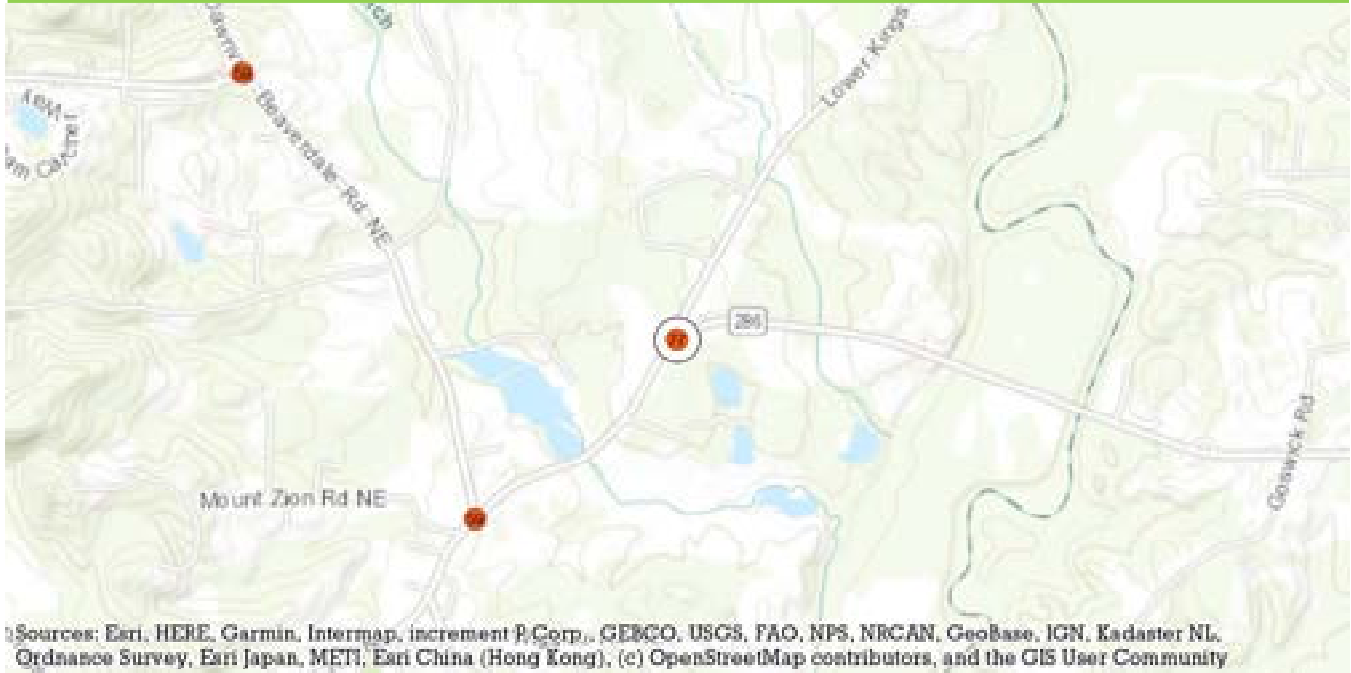 Dawnv
Beaverdale Rd NE
Lower Kings
286
Goswick Rd
Mount Zion Rd NE
Sources: Esri, HERE, Garmin, Intermap, increment P Corp., GEBCO, USGS, FAO, NPS, NRCAN, GeoBase, IGN, Kadaster NL,
Ordnance Survey, Esri Japan, METI, Esri China (Hong Kong), (c) OpenStreetMap contributors, and the GIS User Community